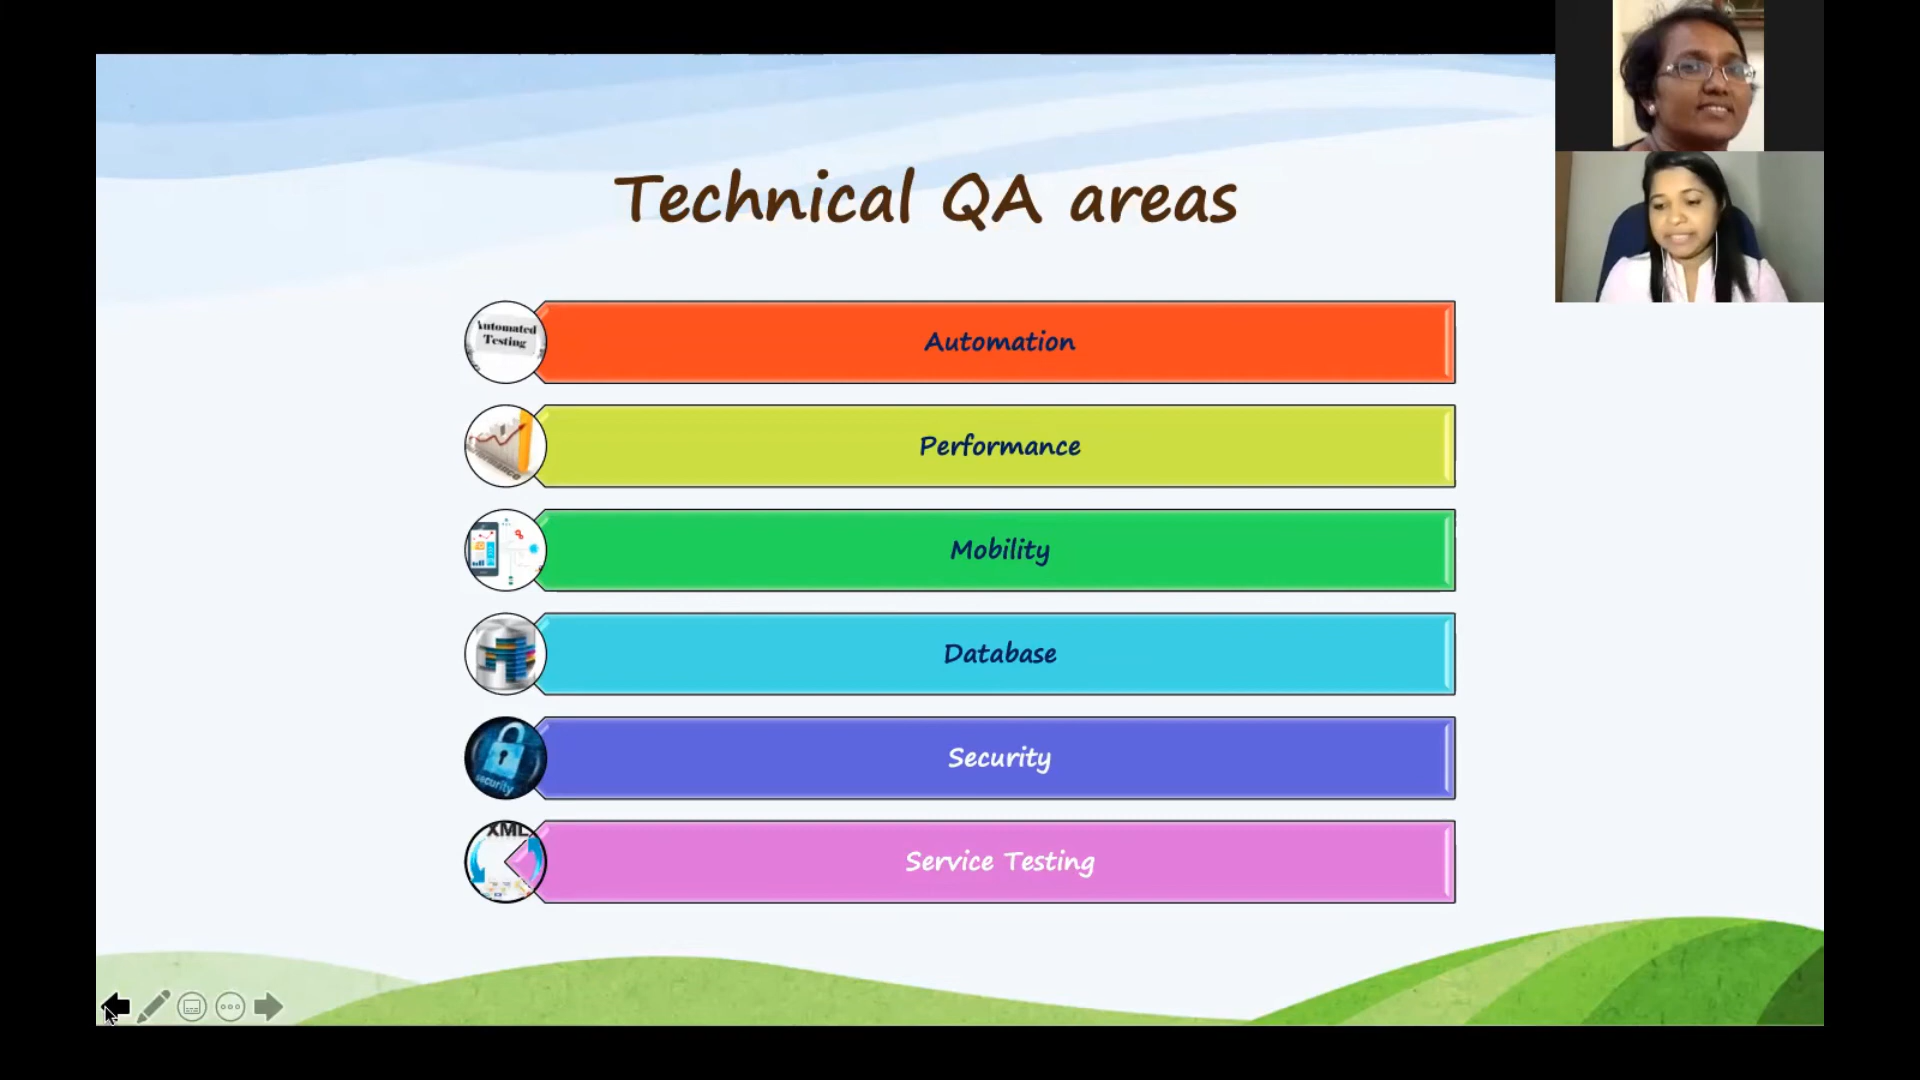 Technical QA areas
Automated
Testing
Automation
Performance
Mobility
Database
security
Security
XML
Service Testing